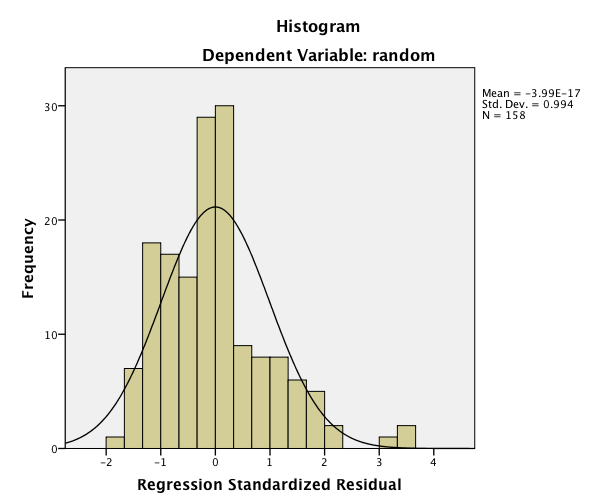 Histogram
Dependent Variable: random
Mean = -3.99E-17
Std. Dev. = 0.994
N = 158
Frequency
30
20
10
0
-2 -1 0 1 2 3 4
Regression Standardized Residual